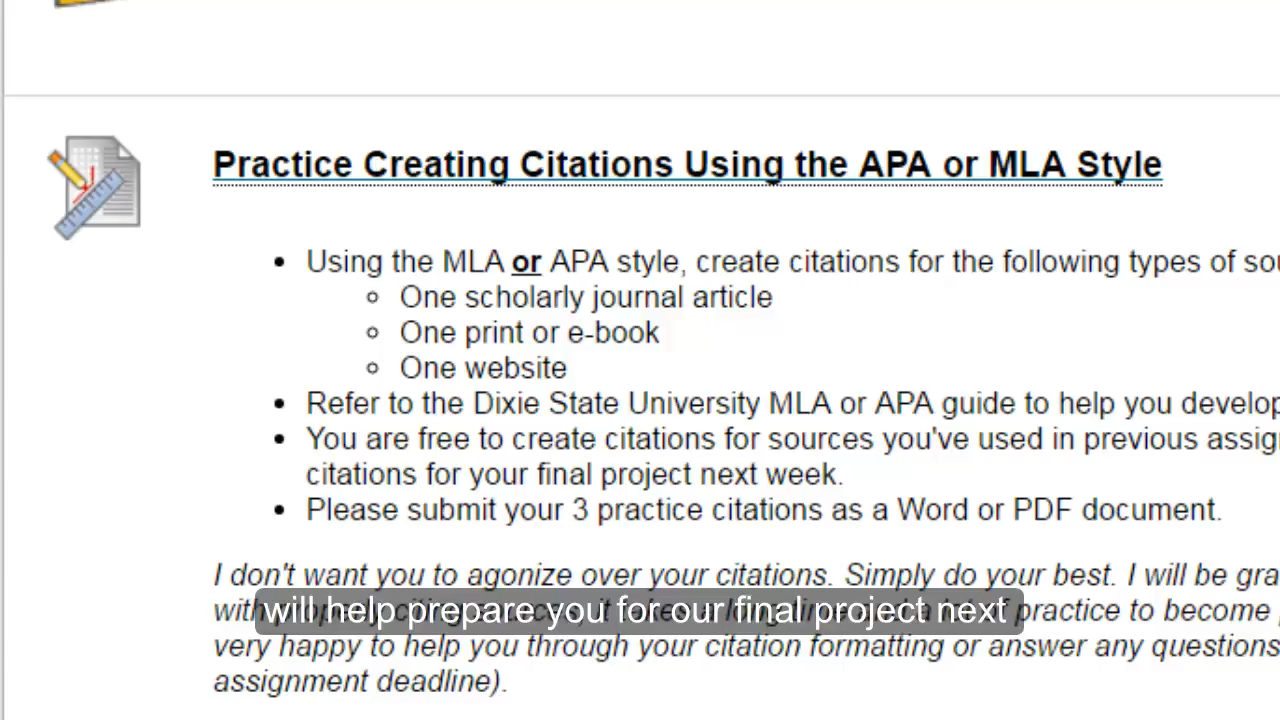 Practice Creating Citations Using the APA or MLA Style
Using the MLA or APA style, create citations for the following types of
One scholarly journal article
One print or e-book
One website
Refer to the Dixie State University MLA or APA guide to help you develop
You are free to create citations for sources you've used in previous
citations for your final project next week.
Please submit your 3 practice citations as a Word or PDF document.
I don't want you to agonize over your citations. Simply do your best. I will be
will help prepare you for our final project next
practice to become
very happy to help you through your citation formatting or answer any questions
assignment deadline).